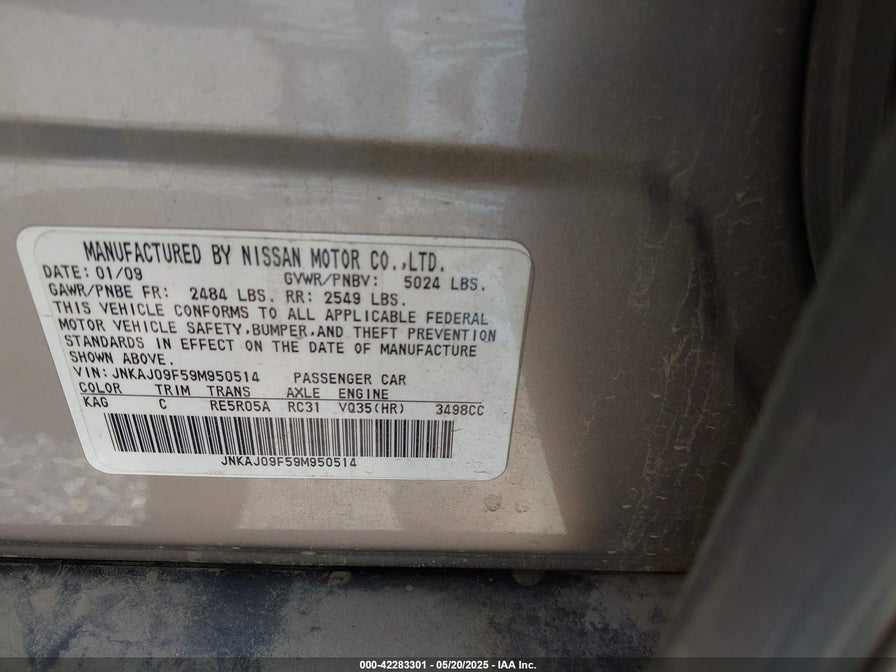 MANUFACTURED BY NISSAN MOTOR CO.,LTD.
DATE: 01/09 GVWR/PNBV: 5024 LBS.
GAWR/PNBE FR: 2484 LBS. RR: 2549 LBS.
THIS VEHICLE CONFORMS TO ALL APPLICABLE FEDERAL
MOTOR VEHICLE SAFETY,BUMPER,AND THEFT PREVENTION
STANDARDS IN EFFECT ON THE DATE OF MANUFACTURE
SHOWN ABOVE.
VIN: JNKAJ09F59M950514 PASSENGER CAR
COLOR TRIM TRANS AXLE ENGINE
KAG C RE5R05A RC31 VQ35(HR) 3498CC
JNKAJ09F59M950514
000-42283301 — 05/20/2025 — IAA Inc.